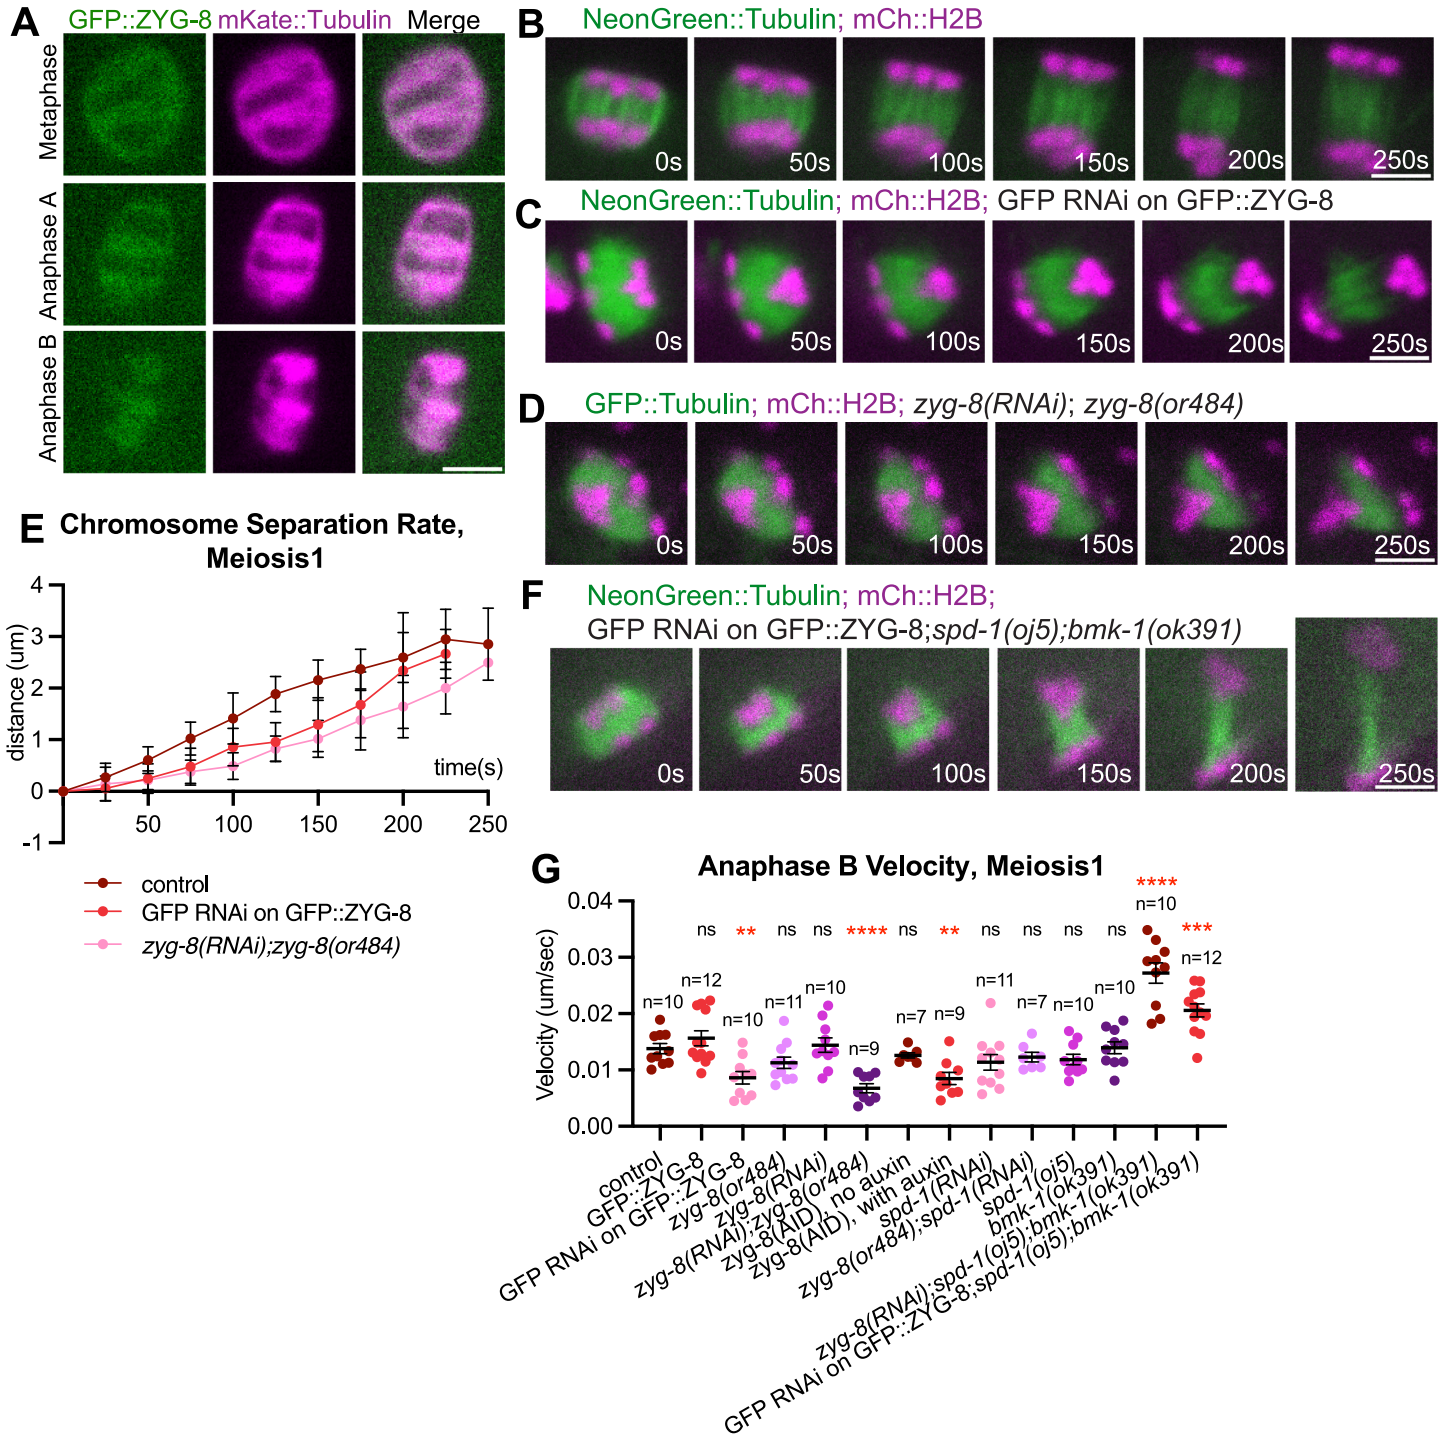 A
GFP::ZYG-8 mKate::Tubulin Merge
Metaphase
Anaphase A
Anaphase B
B
NeonGreen::Tubulin; mCh::H2B
0s 50s 100s 150s 200s 250s
C
NeonGreen::Tubulin; mCh::H2B; GFP RNAi on GFP::ZYG-8
0s 50s 100s 150s 200s 250s
D
GFP::Tubulin; mCh::H2B; zyg-8(RNAi); zyg-8(or484)
0s 50s 100s 150s 200s 250s
E
Chromosome Separation Rate,
Meiosis1
distance (um)
4
3
2
1
0
-1
time(s)
50 100 150 200 250
control
GFP RNAi on GFP::ZYG-8
zyg-8(RNAi);zyg-8(or484)
F
NeonGreen::Tubulin; mCh::H2B;
GFP RNAi on GFP::ZYG-8;spd-1(oj5);bmk-1(ok391)
0s 50s 100s 150s 200s 250s
G
Anaphase B Velocity, Meiosis1
Velocity (um/sec)
0.04
0.03
0.02
0.01
0.00
ns ** ns ns **** ns ** ns ns ns ns **** ***
n=10 n=12 n=10 n=11 n=10 n=9 n=7 n=9 n=11 n=7 n=10 n=10 n=10 n=12
control
GFP::ZYG-8
GFP RNAi on GFP::ZYG-8
zyg-8(or484)
zyg-8(RNAi)
zyg-8(RNAi);zyg-8(or484)
zyg-8(AID), no auxin
zyg-8(AID), with auxin
spd-1(RNAi)
zyg-8(or484);spd-1(RNAi)
spd-1(oj5)
bmk-1(ok391)
zyg-8(RNAi);spd-1(oj5);bmk-1(ok391)
GFP RNAi on GFP::ZYG-8;spd-1(oj5);bmk-1(ok391)